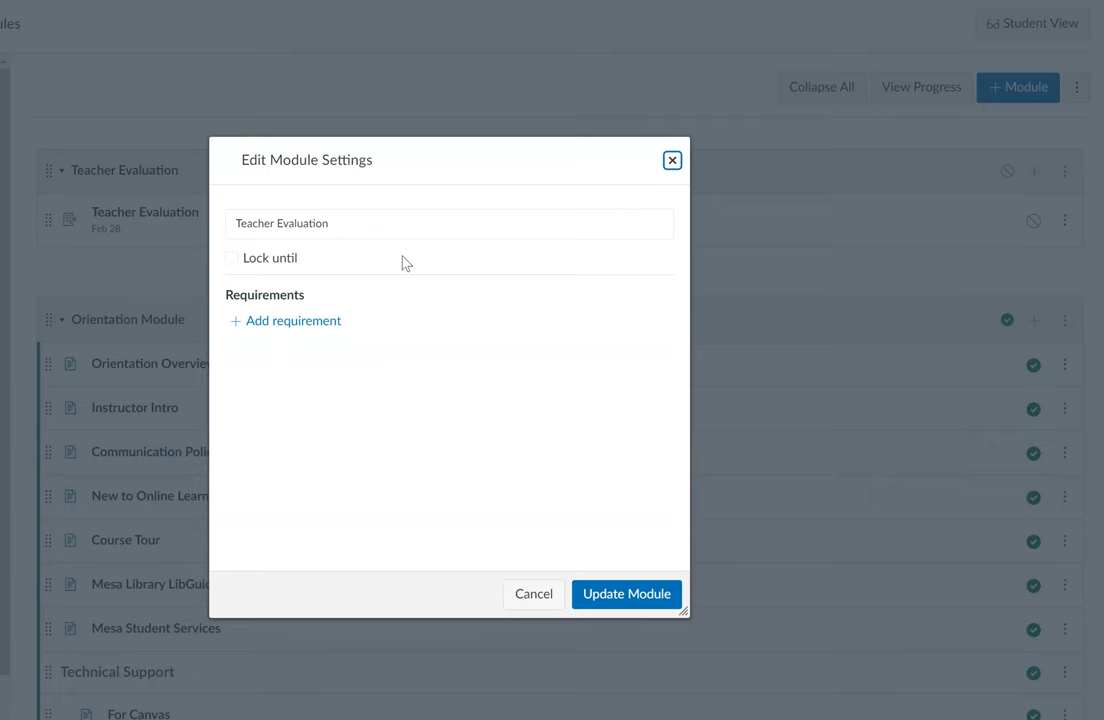 ules
Student View
Collapse All
View Progress
+ Module
Edit Module Settings
Teacher Evaluation
Teacher Evaluation
Teacher Evaluation
Feb 28
Lock until
Requirements
+ Add requirement
Orientation Module
Orientation Overvie
Instructor Intro
Communication Poli
New to Online Learn
Course Tour
Mesa Library LibGuid
Cancel
Update Module
Mesa Student Services
Technical Support
For Canvas